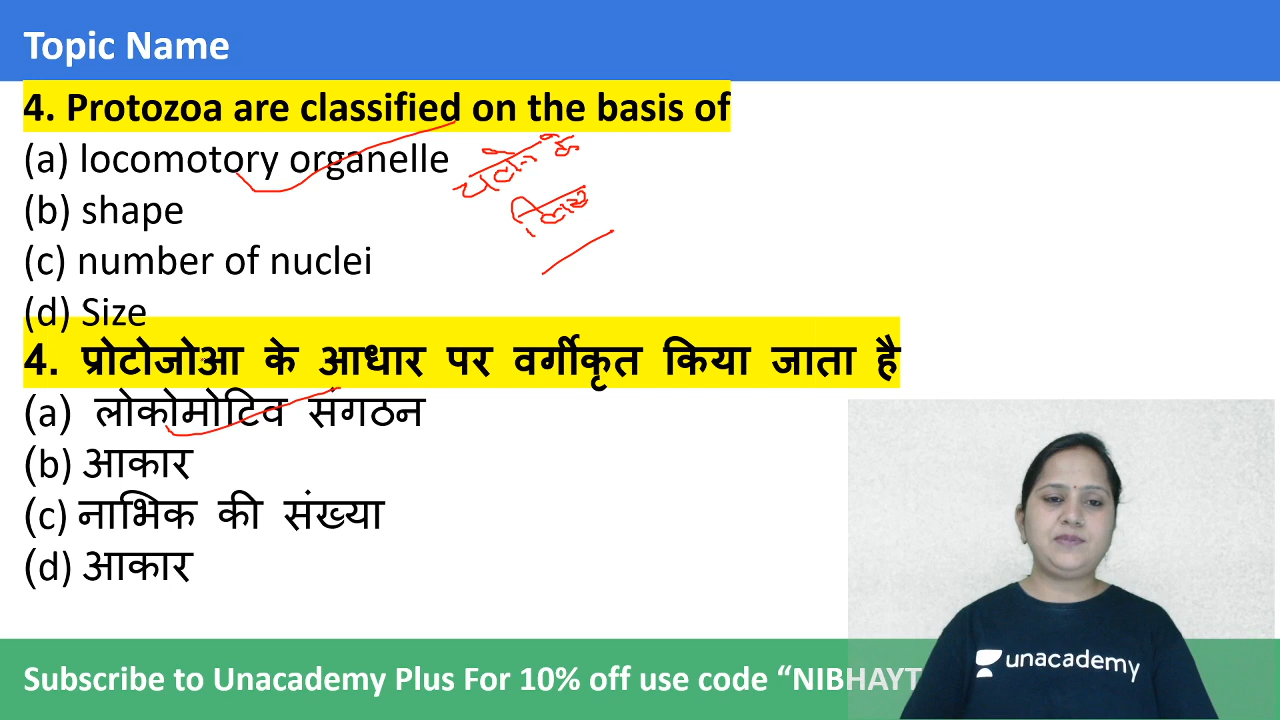 Topic Name
4. Protozoa are classified on the basis of
(a) locomotory organelle
(b) shape
(c) number of nuclei
(d) Size
4. प्रोटोजोआ के आधार पर वर्गीकृत किया जाता है
(a) लोकोमोटिव संगठन
(b) आकार
(c) नाभिक की संख्या
(d) आकार
unacademy
Subscribe to Unacademy Plus For 10% off use code “NIBHAYT